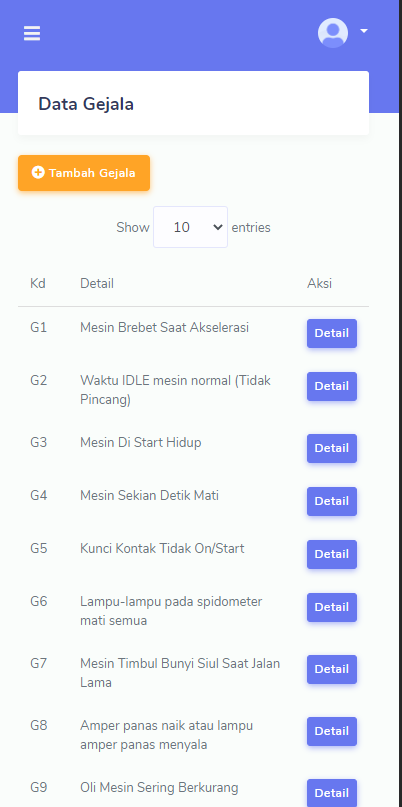 Data Gejala
Tambah Gejala
Show 10 entries
Kd Detail Aksi
G1 Mesin Brebet Saat Akselerasi Detail
G2 Waktu IDLE mesin normal (Tidak Detail
Pincang)
G3 Mesin Di Start Hidup Detail
G4 Mesin Sekian Detik Mati Detail
G5 Kunci Kontak Tidak On/Start Detail
G6 Lampu-lampu pada spidometer Detail
mati semua
G7 Mesin Timbul Bunyi Siul Saat Jalan Detail
Lama
G8 Amper panas naik atau lampu Detail
amper panas menyala
G9 Oli Mesin Sering Berkurang Detail